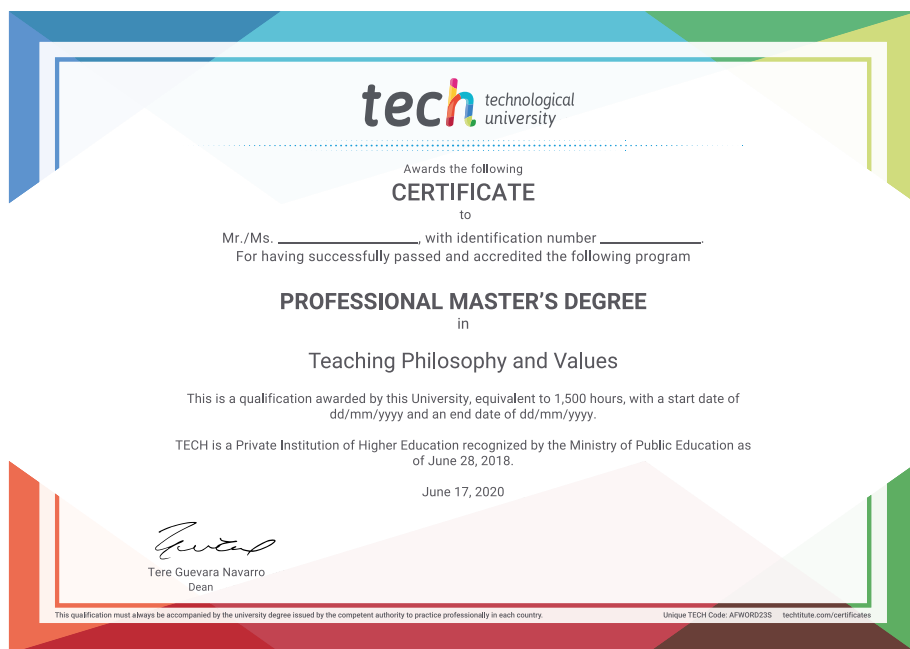 tech technological
university
Awards the following
CERTIFICATE
to
Mr./Ms. ____________________, with identification number ______________.
For having successfully passed and accredited the following program
PROFESSIONAL MASTER'S DEGREE
in
Teaching Philosophy and Values
This is a qualification awarded by this University, equivalent to 1,500 hours, with a start date of
dd/mm/yyyy and an end date of dd/mm/yyyy.
TECH is a Private Institution of Higher Education recognized by the Ministry of Public Education as
of June 28, 2018.
June 17, 2020
Tere Guevara Navarro
Dean
This qualification must always be accompanied by the university degree issued by the competent authority to practice professionally in each country. Unique TECH Code: AFWORD23S techtitute.com/certificates